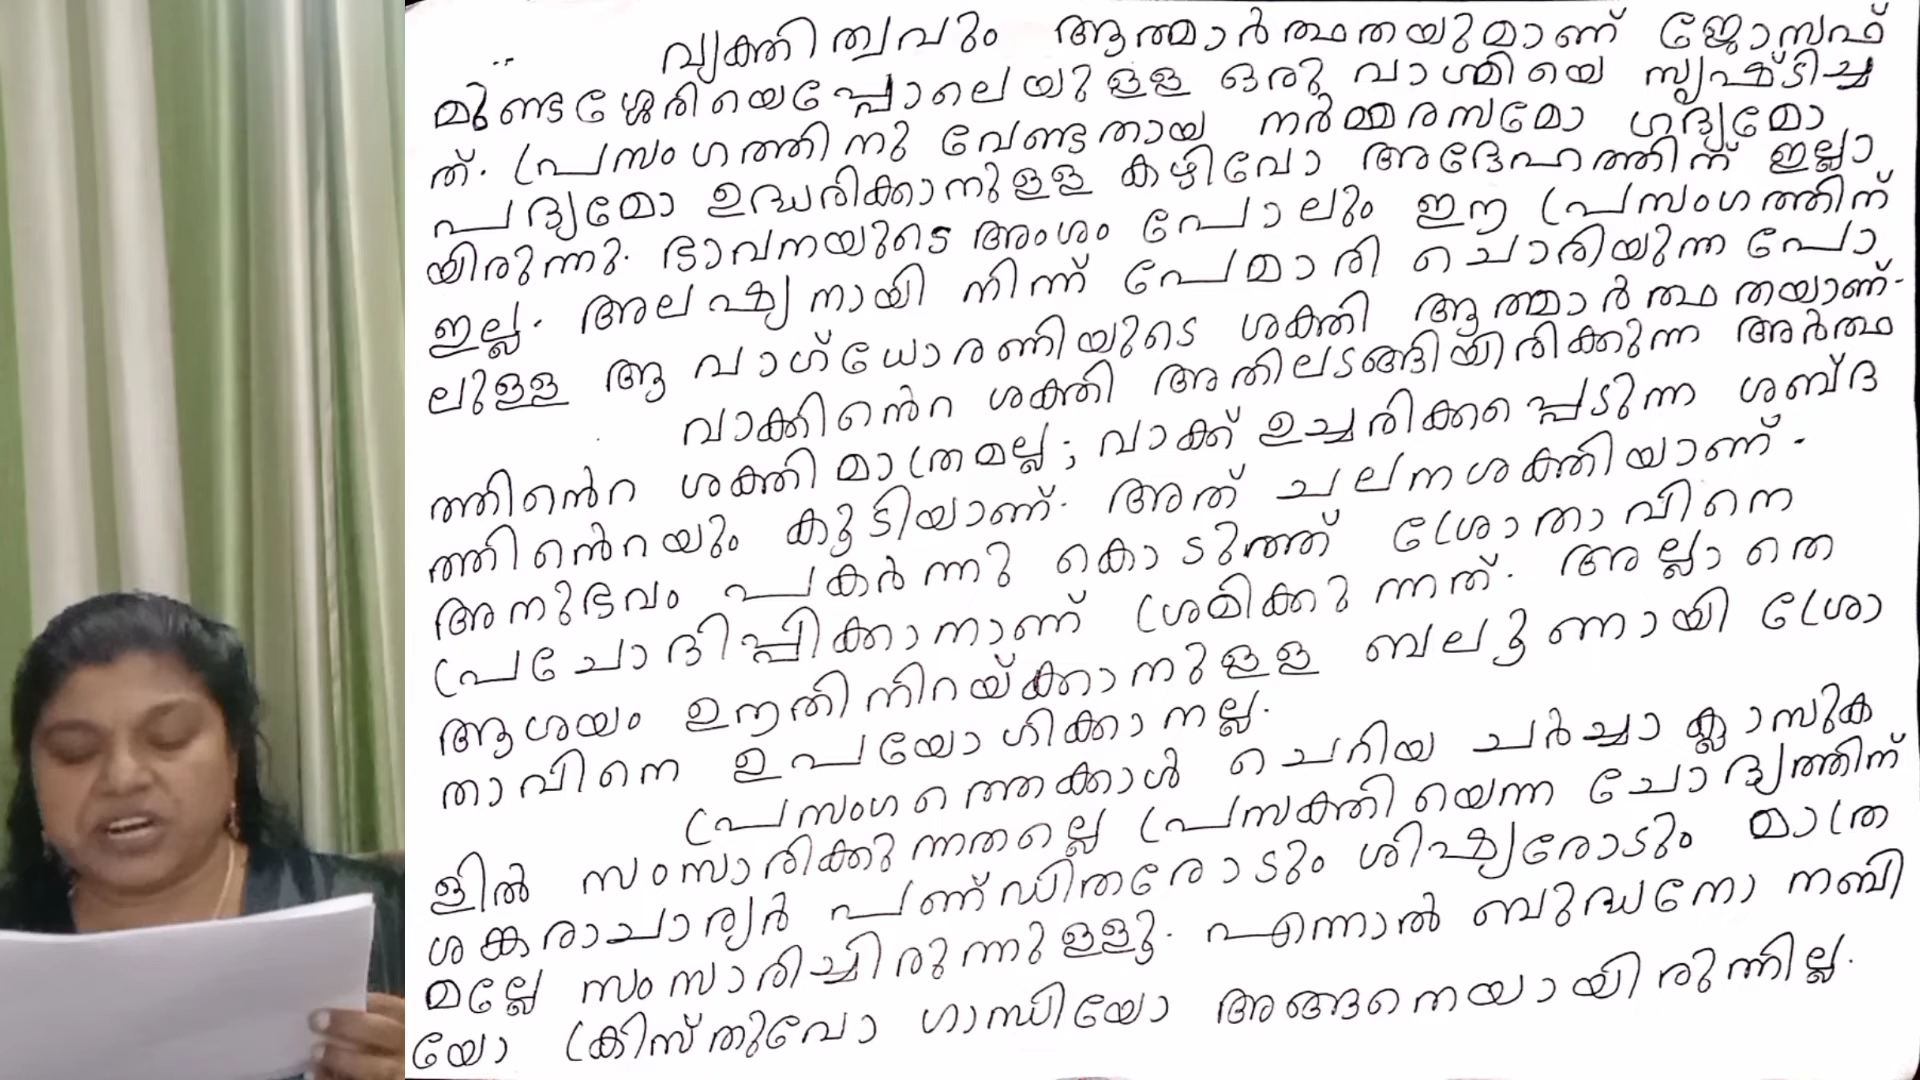 വ്യക്തിത്വവും ആത്മാർത്ഥതയുമാണ് ജോസഫ്
മുണ്ടശ്ശേരിയെപ്പോലെയുള്ള ഒരു വാഗ്മിയെ സൃഷ്ടിച്ച
ത്. പ്രസംഗത്തിനു വേണ്ടതായ നർമ്മരസമോ ഗദ്യമോ
പദ്യമോ ഉദ്ധരിക്കാനുള്ള കഴിവോ അദ്ദേഹത്തിന് ഇല്ലാ
യിരുന്നു. ഭാവനയുടെ അംശം പോലും ഈ പ്രസംഗത്തിന്
ഇല്ല. അലഷ്യനായി നിന്ന് പേമാരി ചൊരിയുന്ന പോ
ലുള്ള ആ വാഗ്ധോരണിയുടെ ശക്തി ആത്മാർത്ഥതയാണ്.
വാക്കിൻെറ ശക്തി അതിലടങ്ങിയിരിക്കുന്ന അർത്ഥ
ത്തിൻെറ ശക്തി മാത്രമല്ല; വാക്ക് ഉച്ചരിക്കപ്പെടുന്ന ശബ്ദ
ത്തിൻെറയും കൂടിയാണ്. അത് ചലനശക്തിയാണ്.
അനുഭവം പകർന്നു കൊടുത്ത് ശ്രോതാവിനെ
പ്രചോദിപ്പിക്കാനാണ് ശ്രമിക്കുന്നത്. അല്ലാതെ
ആശയം ഊതിനിറയ്ക്കാനുള്ള ബലൂണായി ശ്രോ
താവിനെ ഉപയോഗിക്കാനല്ല.
പ്രസംഗത്തെക്കാൾ ചെറിയ ചർച്ചാ ക്ലാസുക
ളിൽ സംസാരിക്കുന്നതല്ലെ പ്രസക്തിയെന്ന ചോദ്യത്തിന്
ശങ്കരാചാര്യർ പണ്ഡിതരോടും ശിഷ്യരോടും മാത്ര
മല്ലേ സംസാരിച്ചിരുന്നുള്ളൂ. എന്നാൽ ബുദ്ധനോ നബി
യോ ക്രിസ്തുവോ ഗാന്ധിയോ അങ്ങനെയായിരുന്നില്ല.